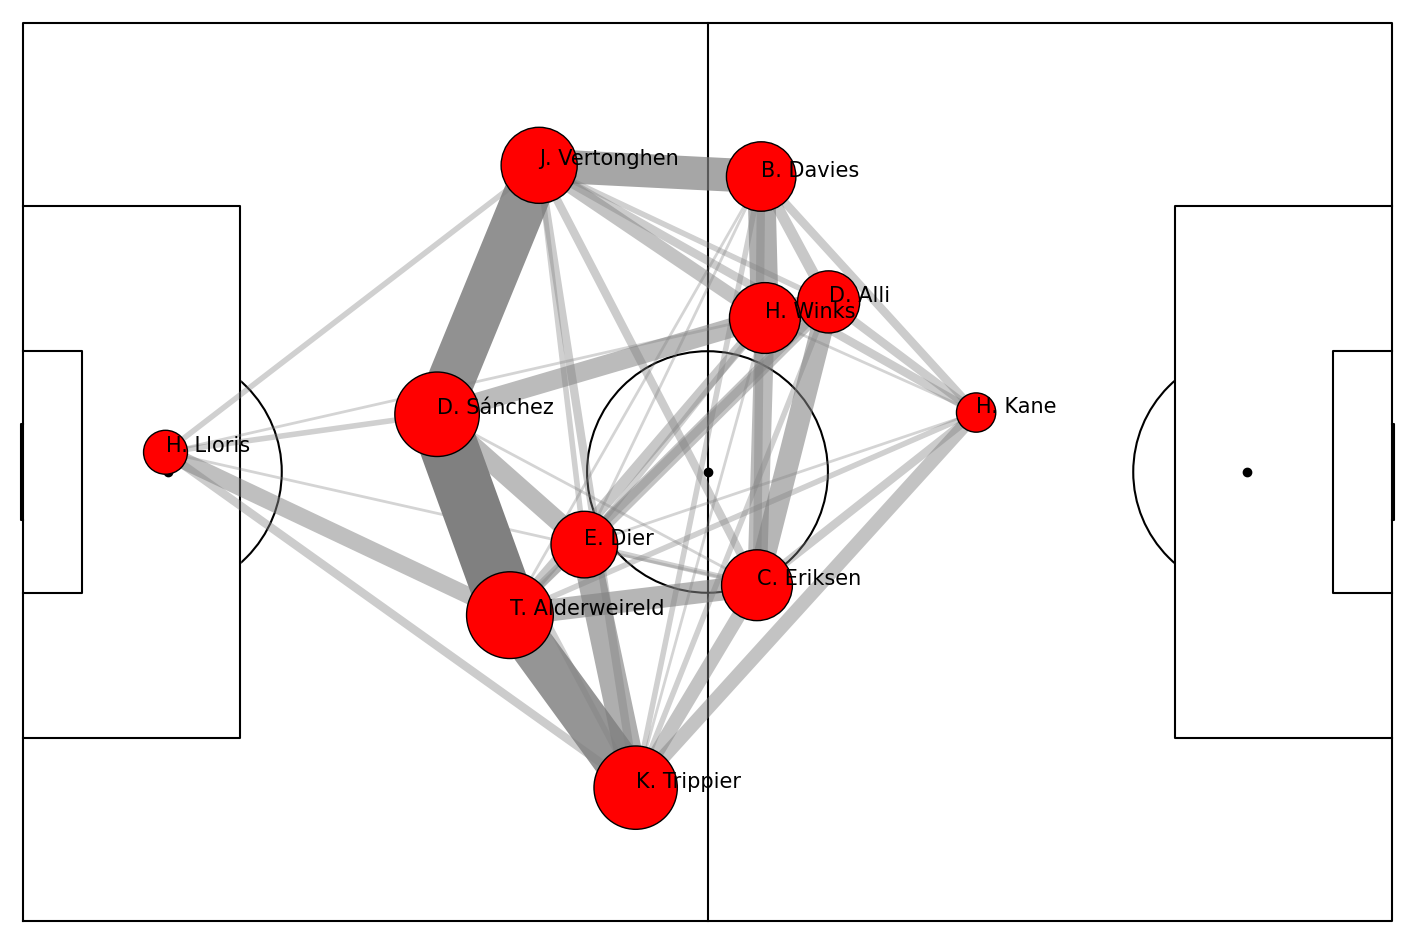 J. Vertonghen
B. Davies
D. Alli
H. Winks
D. Sánchez
H. Kane
H. Lloris
E. Dier
C. Eriksen
T. Alderweireld
K. Trippier